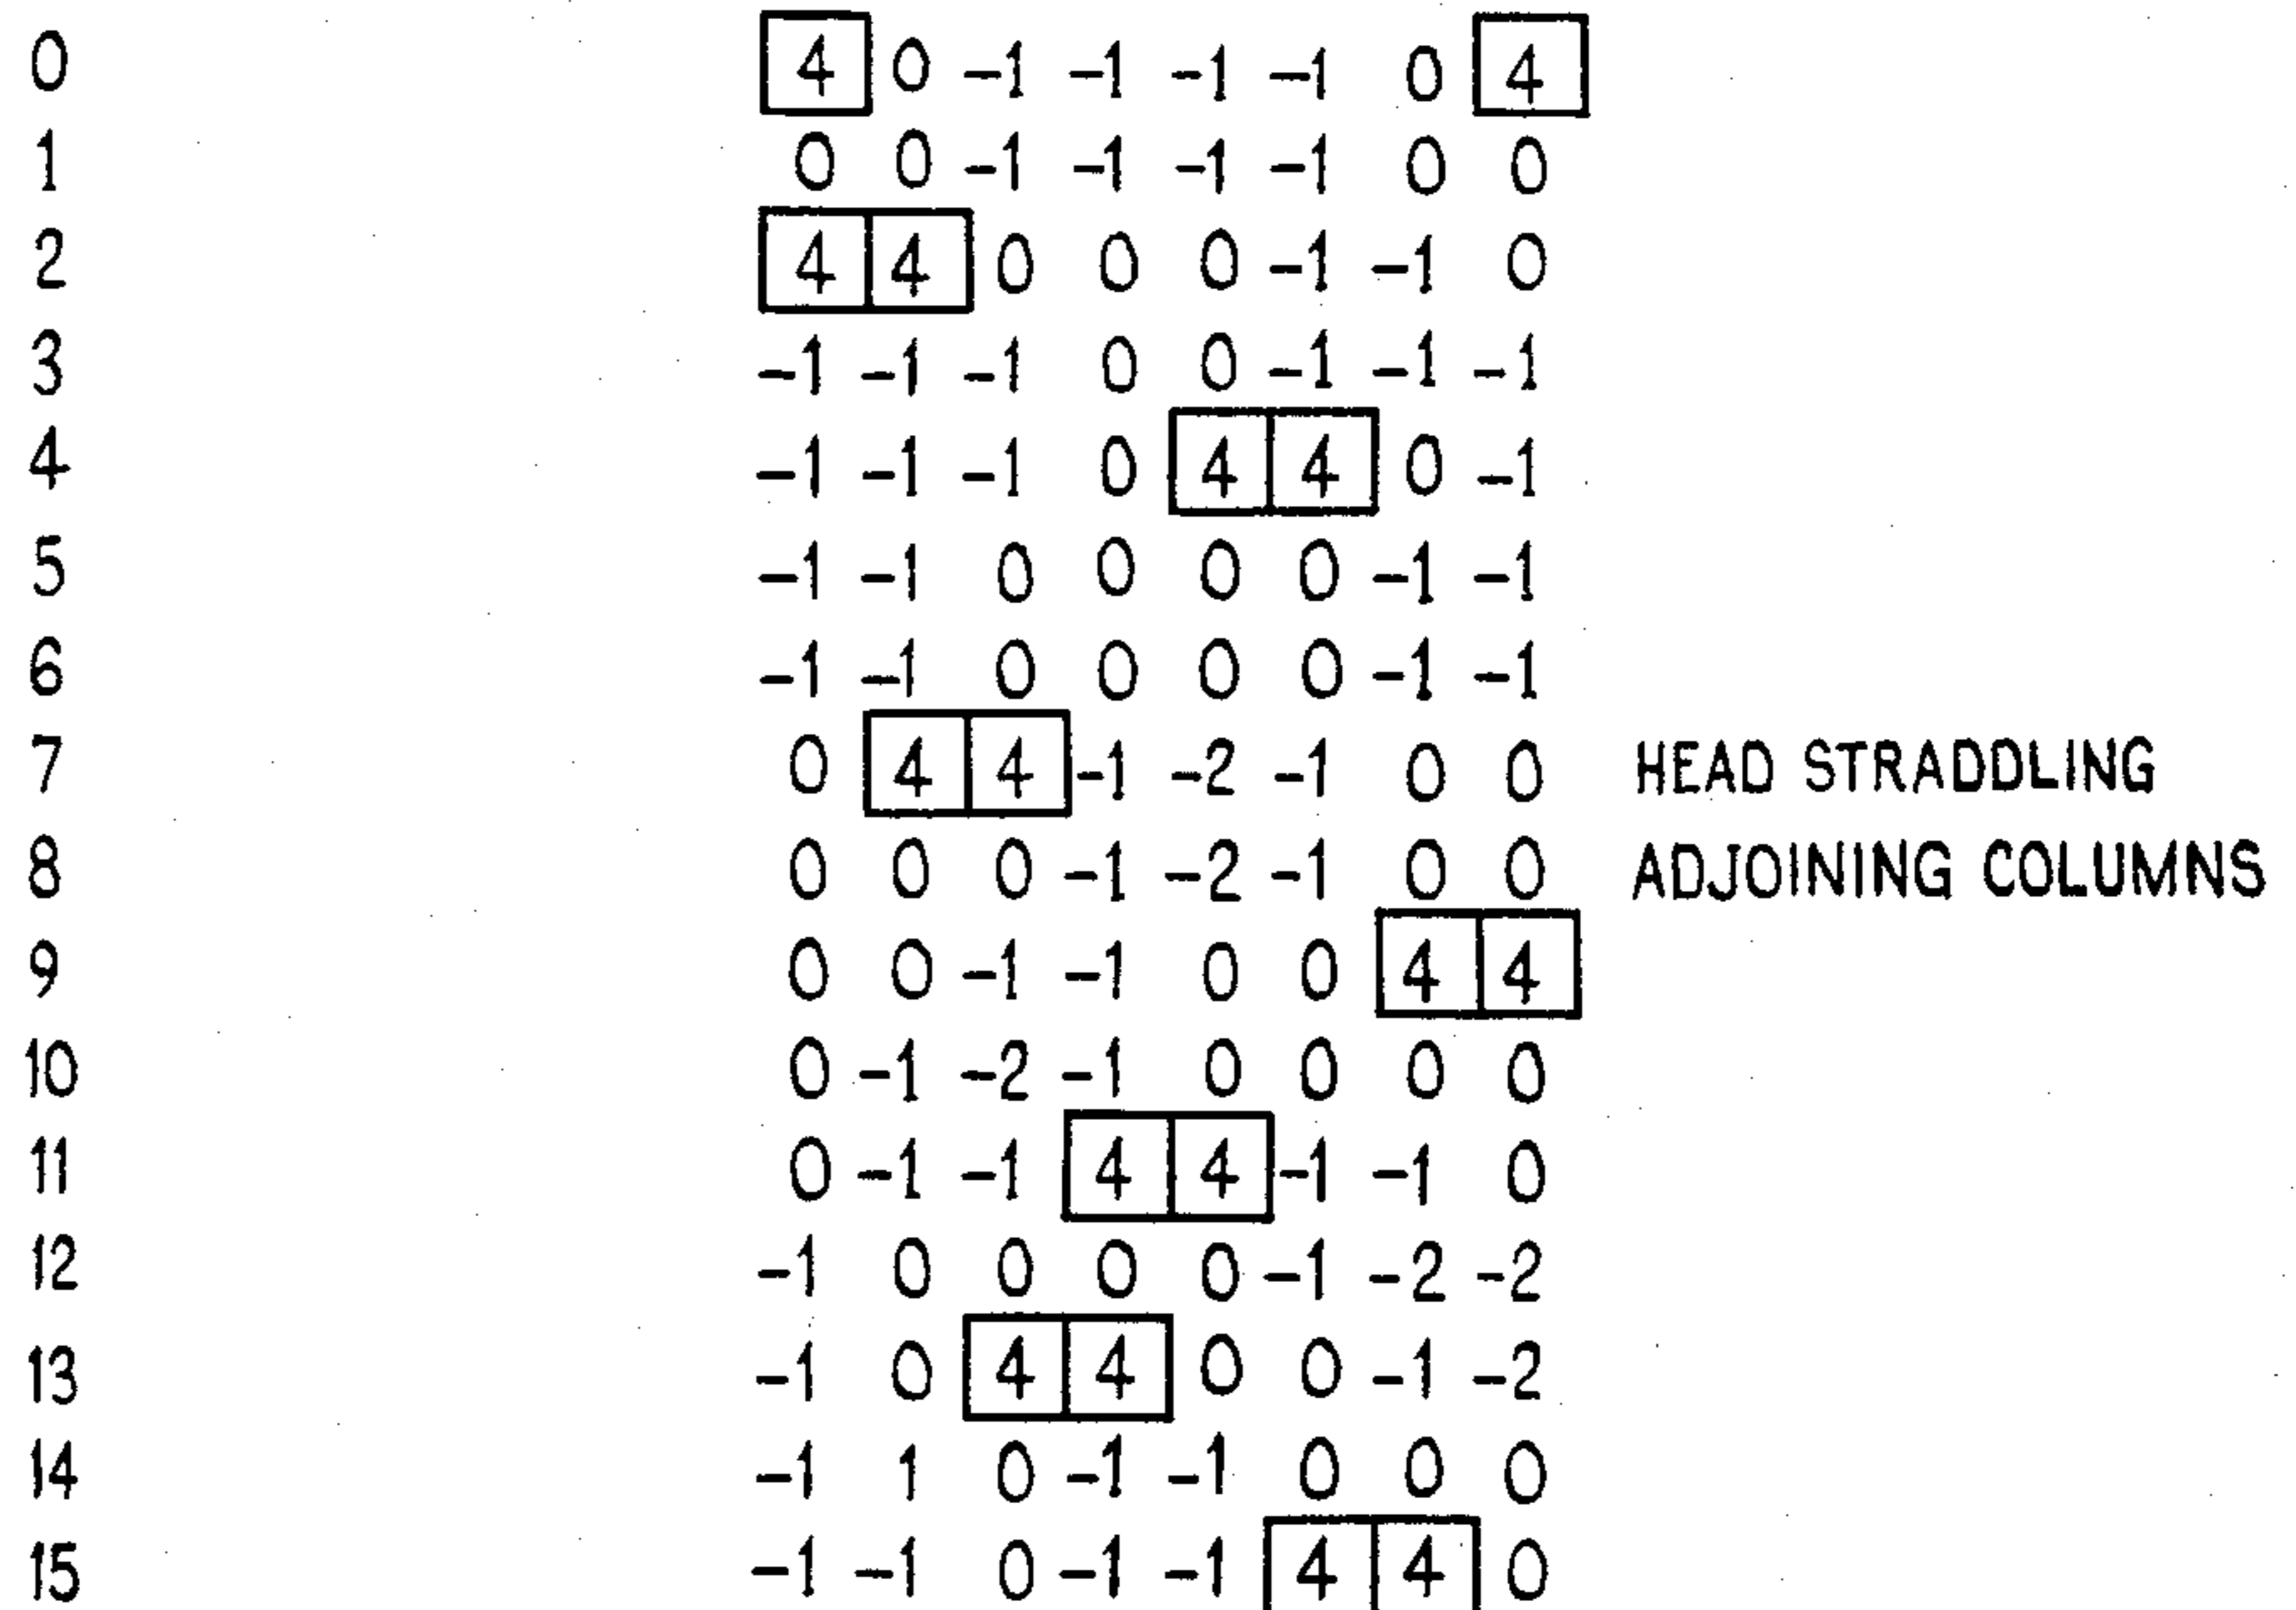 0 4 0 -1 -1 -1 -1 0 4
1 0 0 -1 -1 -1 -1 0 0
2 4 4 0 0 0 -1 -1 0
3 -1 -1 -1 0 0 -1 -1 -1
4 -1 -1 -1 0 4 4 0 -1
5 -1 -1 0 0 0 0 -1 -1
6 -1 -1 0 0 0 0 -1 -1
7 0 4 4 -1 -2 -1 0 0 HEAD STRADDLING
8 0 0 0 -1 -2 -1 0 0 ADJOINING COLUMNS
9 0 0 -1 -1 0 0 4 4
10 0 -1 -2 -1 0 0 0 0
11 0 -1 -1 4 4 -1 -1 0
12 -1 0 0 0 0 -1 -2 -2
13 -1 0 4 4 0 0 -1 -2
14 -1 1 0 -1 -1 0 0 0
15 -1 -1 0 -1 -1 4 4 0